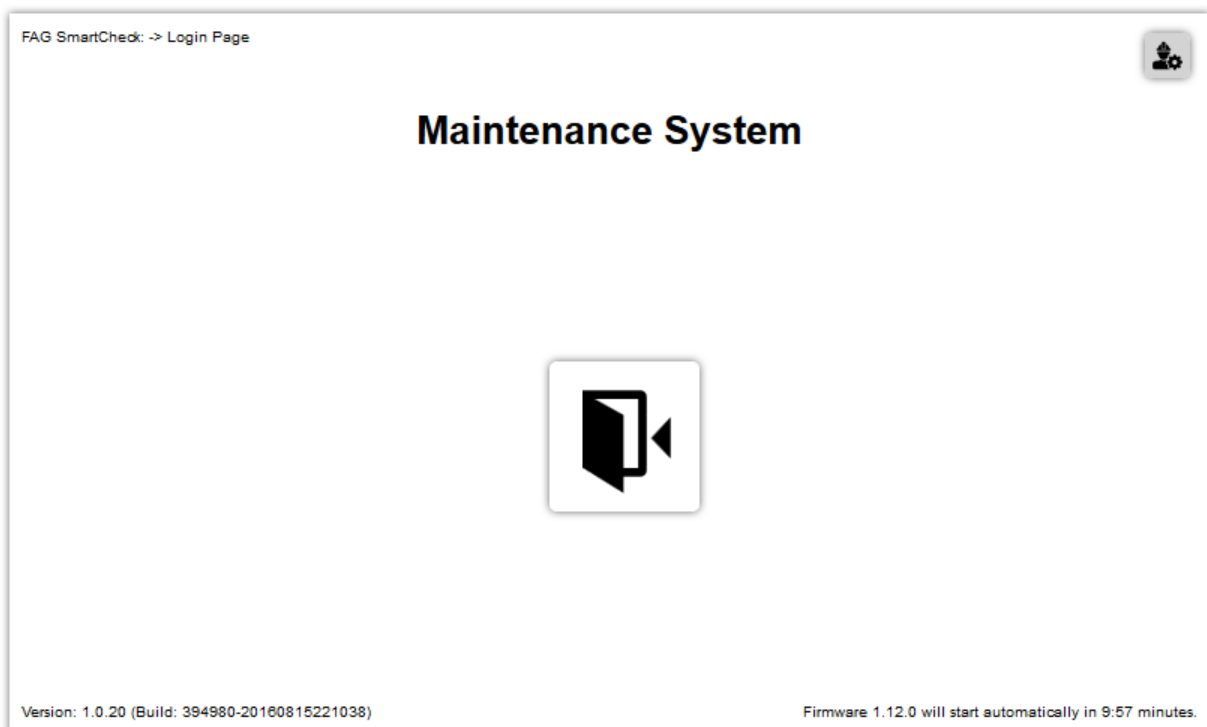 FAG SmartCheck: -> Login Page
Maintenance System
Version: 1.0.20 (Build: 394980-20160815221038)
Firmware 1.12.0 will start automatically in 9:57 minutes.